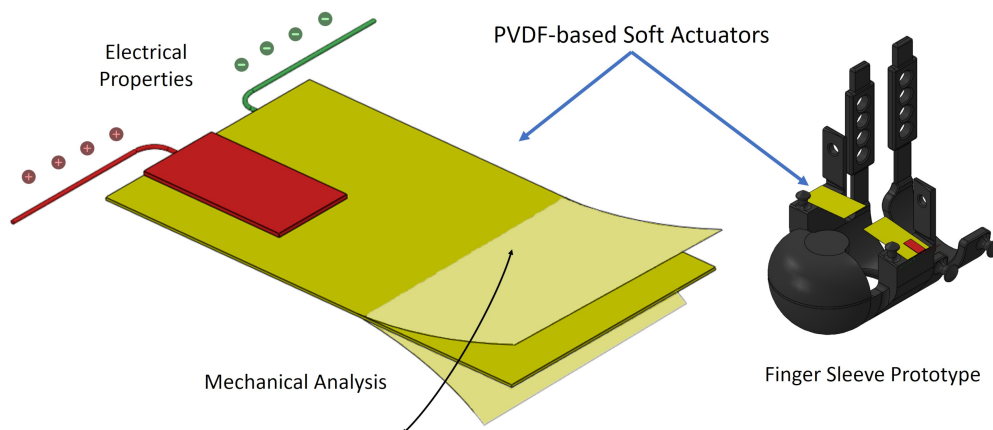 PVDF-based Soft Actuators
Electrical
Properties
Mechanical Analysis
Finger Sleeve Prototype